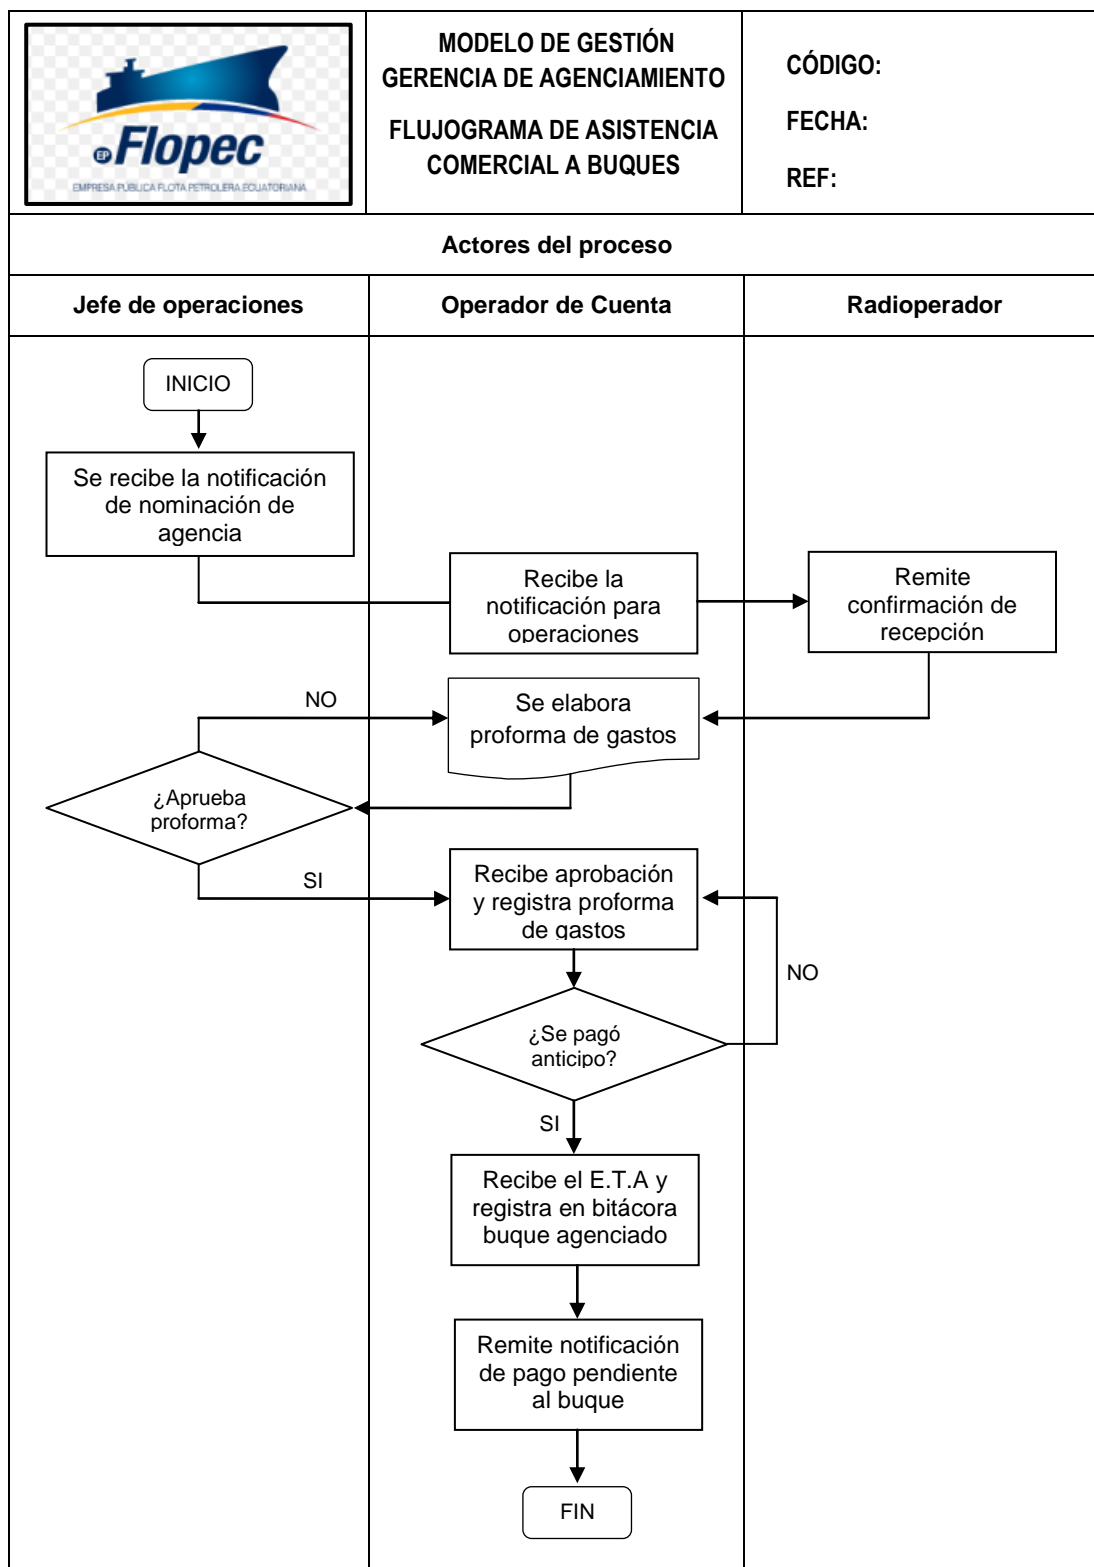 EP Flopec
EMPRESA PÚBLICA FLOTA PETROLERA ECUATORIANA
MODELO DE GESTIÓN
GERENCIA DE AGENCIAMIENTO
FLUJOGRAMA DE ASISTENCIA
COMERCIAL A BUQUES
CÓDIGO:
FECHA:
REF:
Actores del proceso
Jefe de operaciones
Operador de Cuenta
Radioperador
INICIO
Se recibe la notificación
de nominación de
agencia
Recibe la
notificación para
operaciones
Remite
confirmación de
recepción
NO
Se elabora
proforma de gastos
¿Aprueba
proforma?
SI
Recibe aprobación
y registra proforma
de gastos
NO
¿Se pagó
anticipo?
SI
Recibe el E.T.A y
registra en bitácora
buque agenciado
Remite notificación
de pago pendiente
al buque
FIN